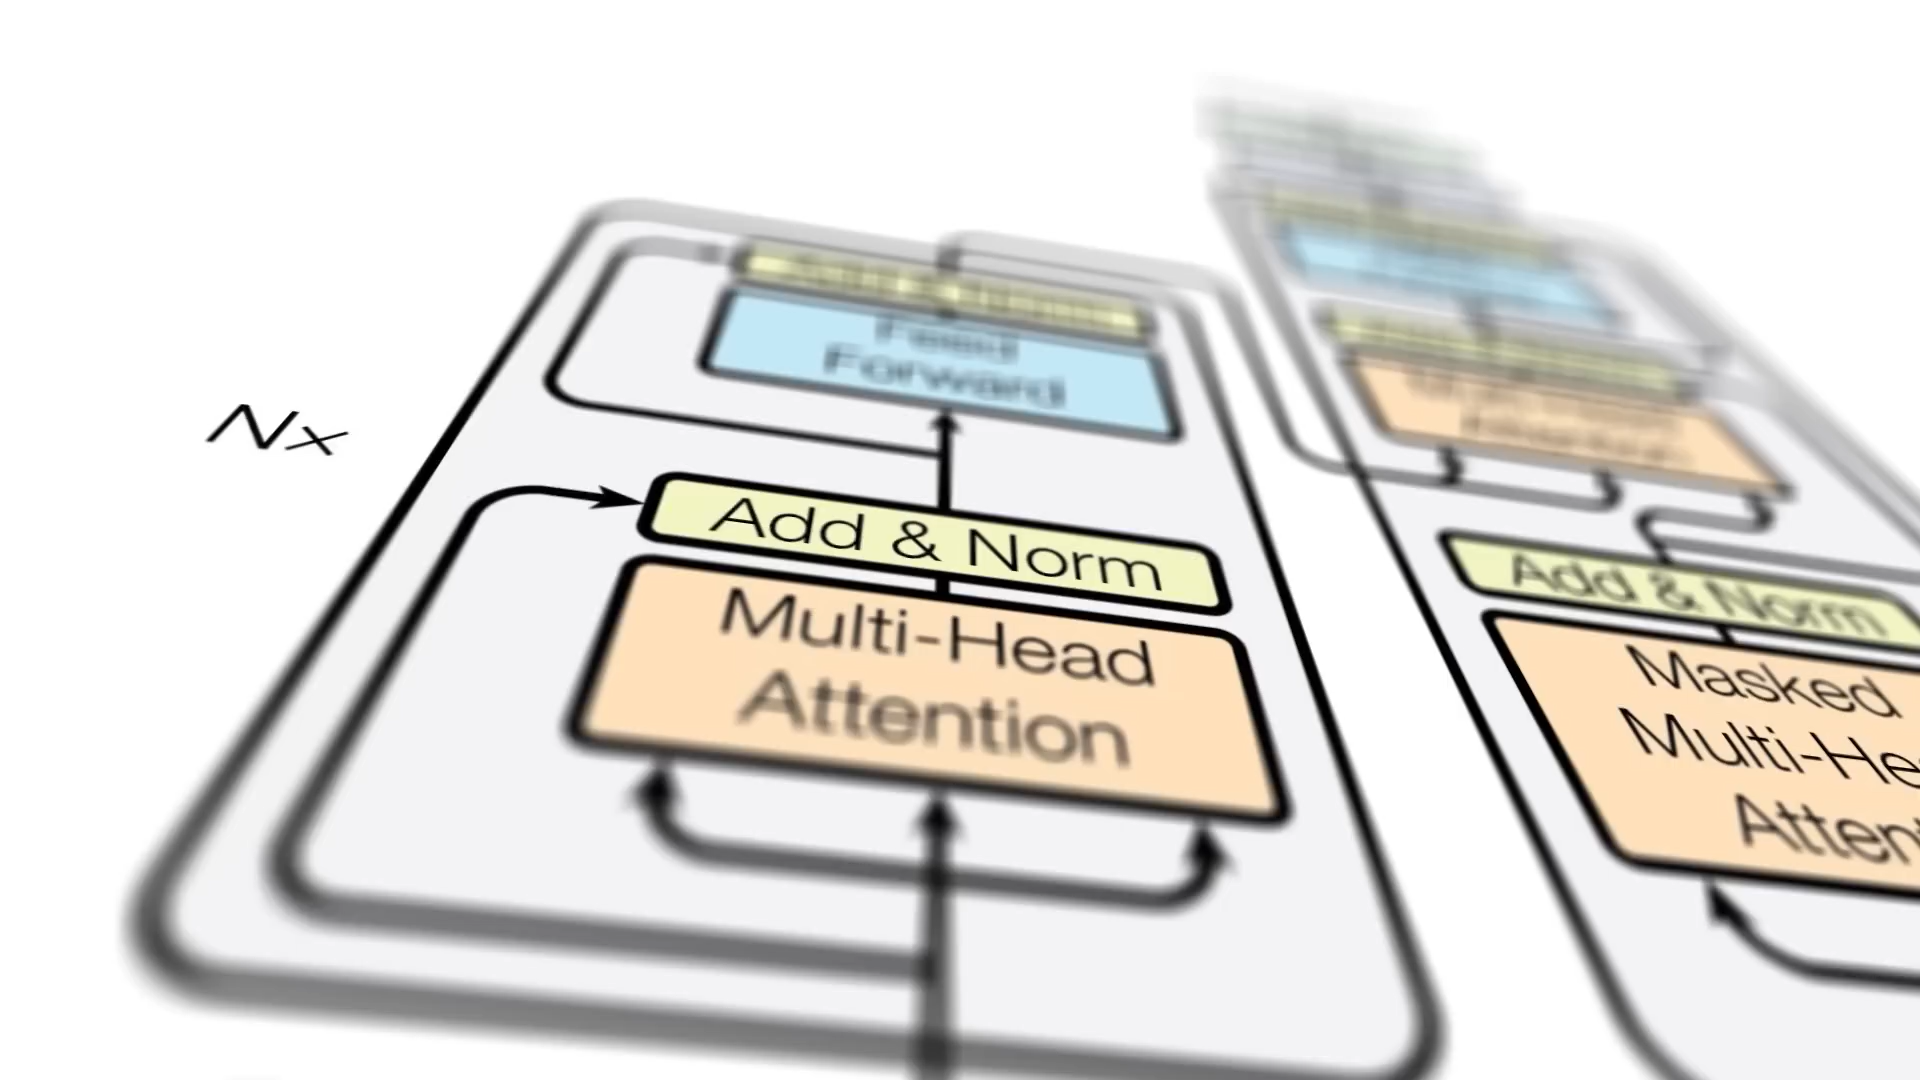 Feed
Forward
Nx
Add & Norm
Multi-Head
Attention
Add & Norm
Masked
Multi-He
Atten